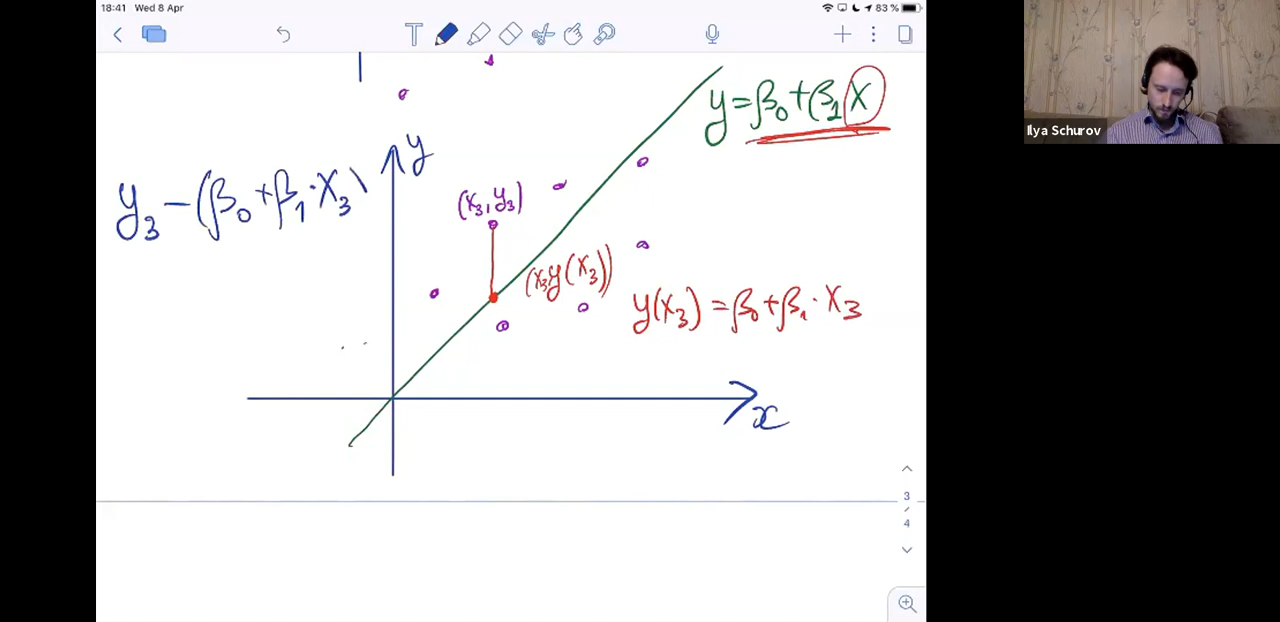 18:41 Wed 8 Apr
83 %
T
Ilya Schurov
y=β₀+β₁x
y
y₃-(β₀+β₁·x₃)
(x₃,y₃)
(x₃,y(x₃))
y(x₃)=β₀+β₁·x₃
x
3
4